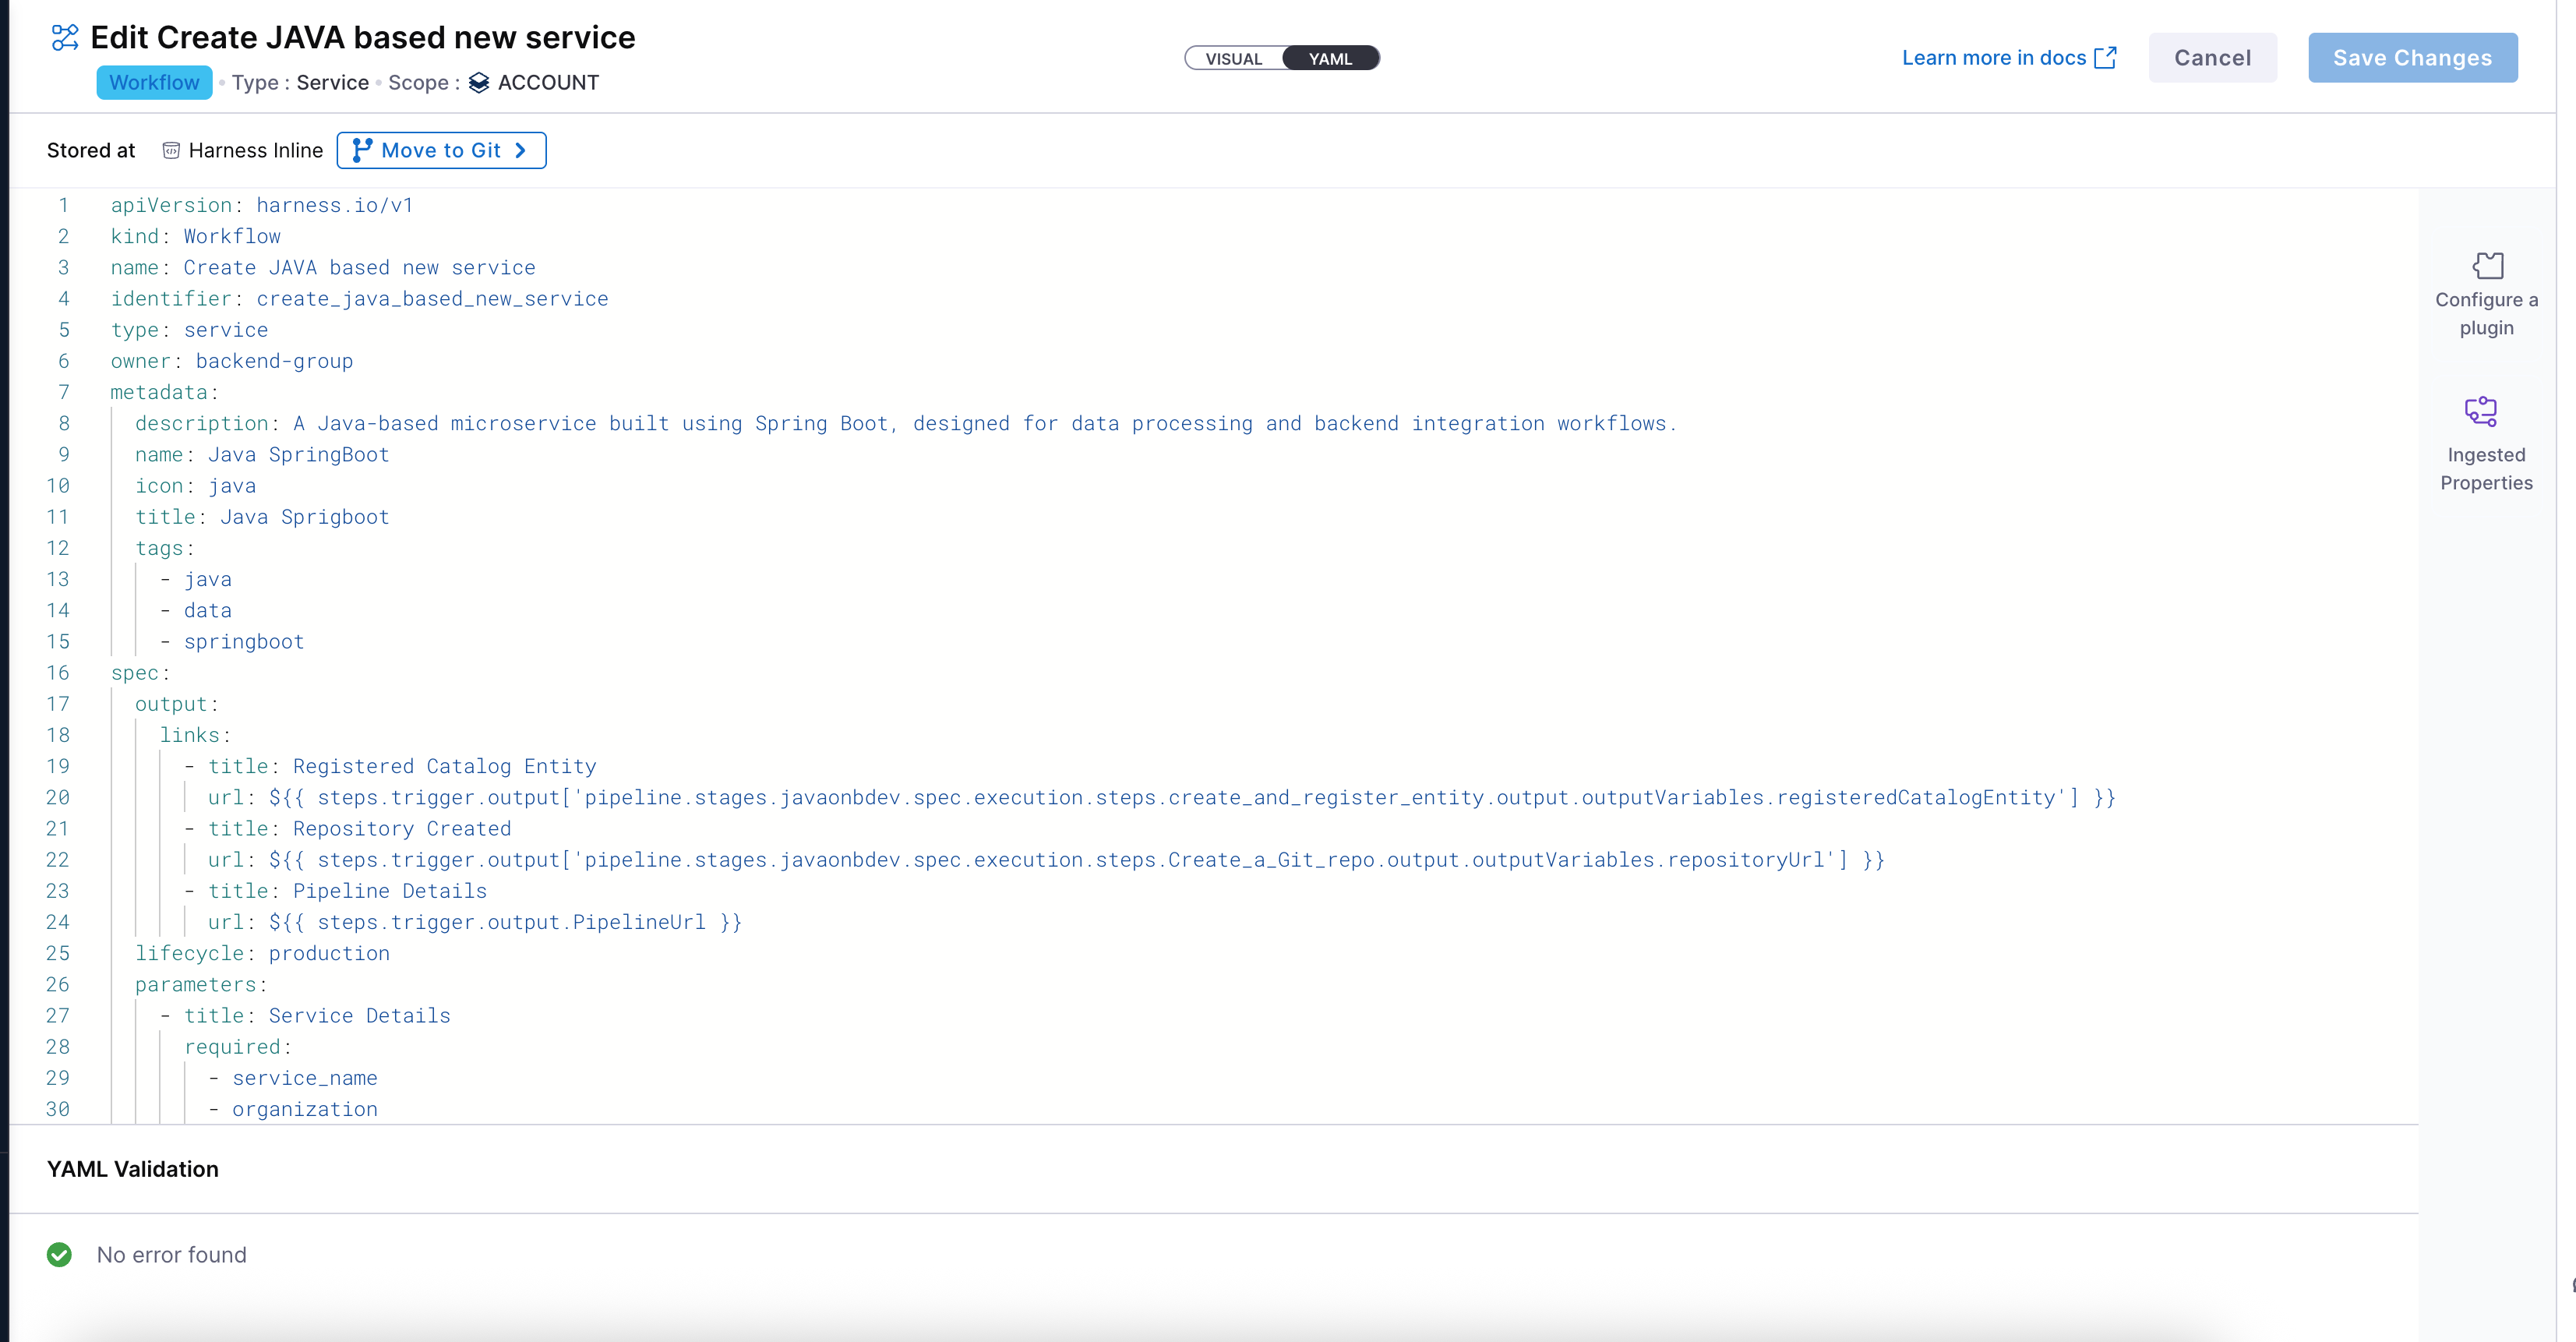 Edit Create JAVA based new service
Workflow • Type : Service • Scope : ACCOUNT
VISUAL YAML
Learn more in docs
Cancel
Save Changes
Stored at Harness Inline Move to Git
1 apiVersion: harness.io/v1
2 kind: Workflow
3 name: Create JAVA based new service
4 identifier: create_java_based_new_service
5 type: service
6 owner: backend-group
7 metadata:
8   description: A Java-based microservice built using Spring Boot, designed for data processing and backend integration workflows.
9   name: Java SpringBoot
10   icon: java
11   title: Java Sprigboot
12   tags:
13     - java
14     - data
15     - springboot
16 spec:
17   output:
18     links:
19       - title: Registered Catalog Entity
20         url: ${{ steps.trigger.output['pipeline.stages.javaonbdev.spec.execution.steps.create_and_register_entity.output.outputVariables.registeredCatalogEntity'] }}
21       - title: Repository Created
22         url: ${{ steps.trigger.output['pipeline.stages.javaonbdev.spec.execution.steps.Create_a_Git_repo.output.outputVariables.repositoryUrl'] }}
23       - title: Pipeline Details
24         url: ${{ steps.trigger.output.PipelineUrl }}
25   lifecycle: production
26   parameters:
27     - title: Service Details
28       required:
29         - service_name
30         - organization
Configure a
plugin
Ingested
Properties
YAML Validation
No error found